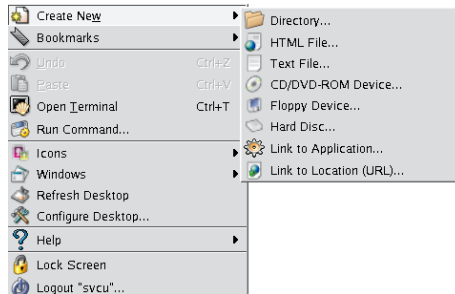 Create New
Bookmarks
Undo Ctrl+Z
Paste Ctrl+V
Open Terminal Ctrl+T
Run Command...
Icons
Windows
Refresh Desktop
Configure Desktop...
Help
Lock Screen
Logout "svcu"...
Directory...
HTML File...
Text File...
CD/DVD-ROM Device...
Floppy Device...
Hard Disc...
Link to Application...
Link to Location (URL)...